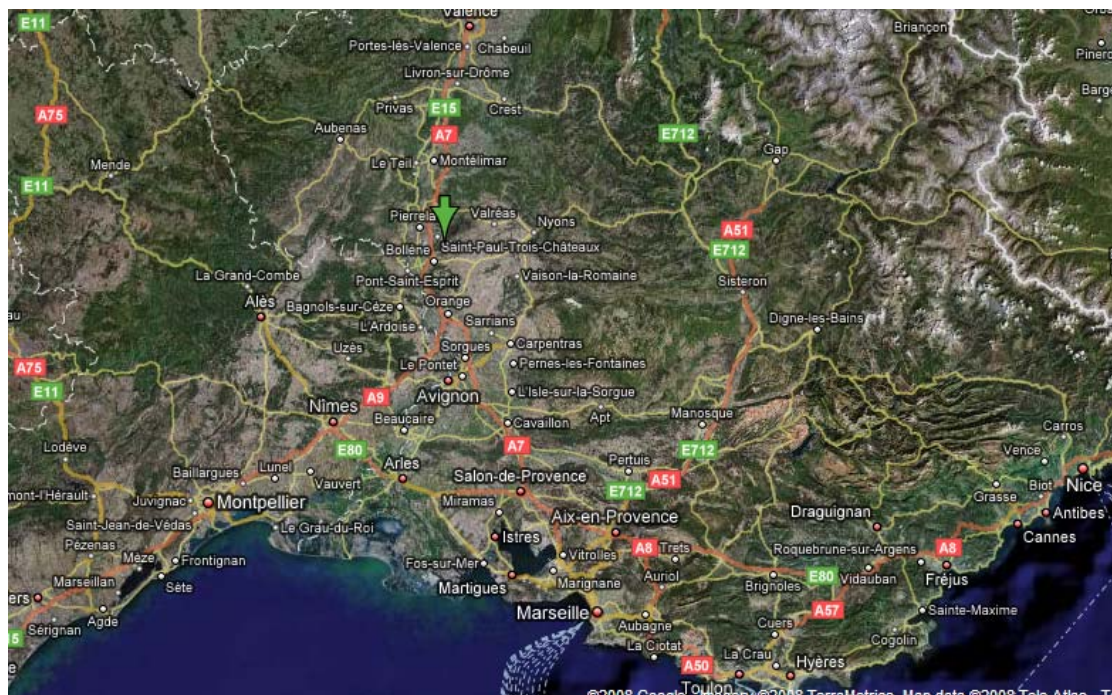 E11
Valence
Briançon
Portes-lès-Valence
Chabeuil
Livron-sur-Drôme
A75
Privas
E15
Crest
A7
E712
Aubenas
Gap
Mende
Le Teil
Montélimar
E11
Valréas
Nyons
A51
E712
Bollène
Saint-Paul-Trois-Châteaux
La Grand-Combe
Pont-Saint-Esprit
Vaison-la-Romaine
Sisteron
Alès
Bagnols-sur-Cèze
Orange
Sarrians
Digne-les-Bains
L'Ardoise
Uzès
Sorgues
Carpentras
A75
Le Pontet
Pernes-les-Fontaines
E11
A9
Avignon
L'Isle-sur-la-Sorgue
Nîmes
Beaucaire
Cavaillon
Apt
Manosque
Carros
Lodève
E80
A7
E712
Vence
Baillargues
Lunel
Arles
Salon-de-Provence
Pertuis
A51
Nice
Vauvert
E712
Biot
Grasse
Juvignac
Montpellier
Miramas
Aix-en-Provence
Draguignan
Antibes
Saint-Jean-de-Védas
Le Grau-du-Roi
Cannes
Pézenas
Istres
A8
Trets
Roquebrune-sur-Argens
A8
Mèze
Frontignan
Fos-sur-Mer
Vitrolles
Auriol
E80
Vidauban
Fréjus
Marseillan
Sète
Martigues
Marignane
Brignoles
Agde
Marseille
A57
Sainte-Maxime
Sérignan
Aubagne
Cuers
Cogolin
La Ciotat
La Crau
A50
Hyères
Toulon